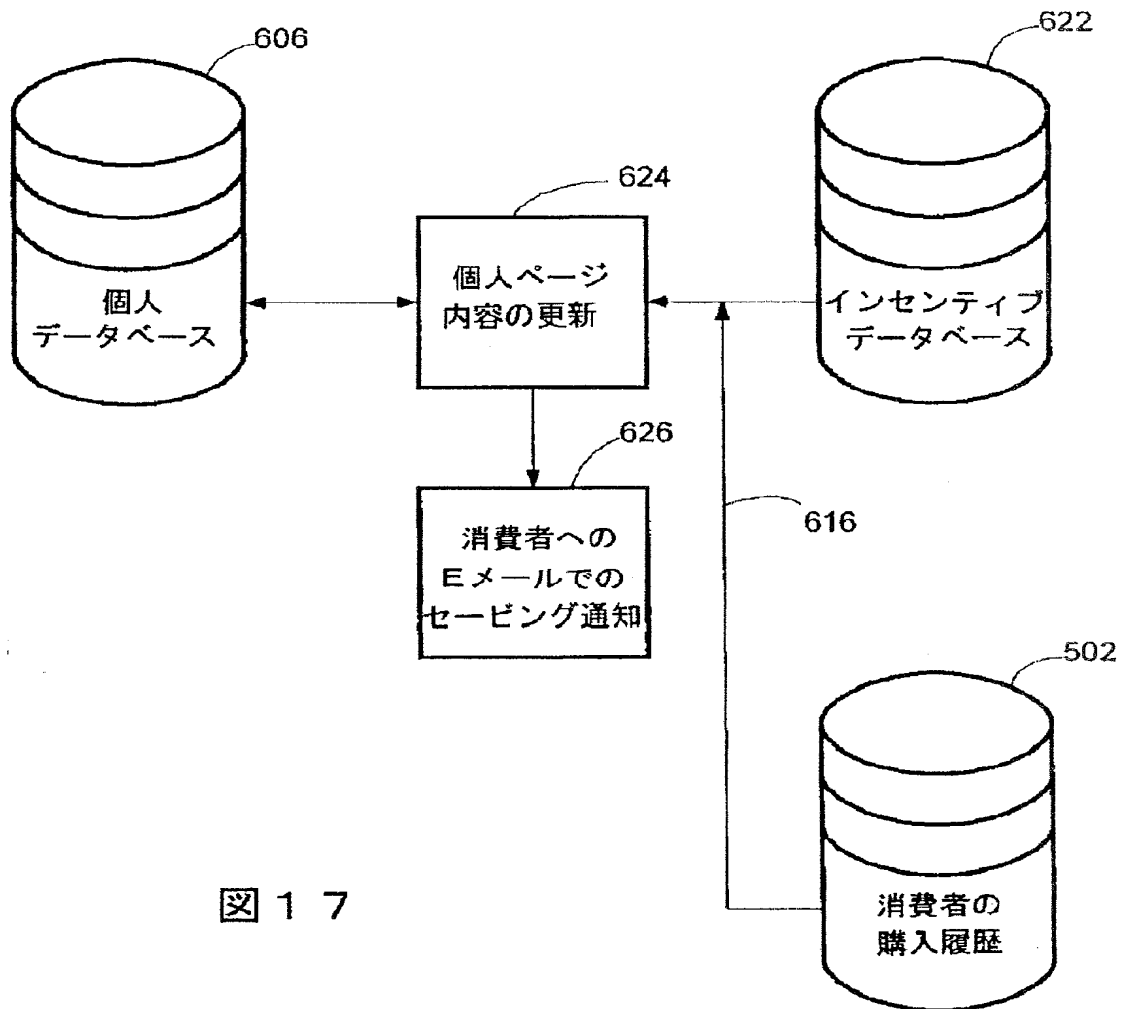 606
622
624
個人
データベース
個人ページ
内容の更新
インセンティブ
データベース
626
消費者への
Eメールでの
セービング通知
616
502
消費者の
購入履歴
図17